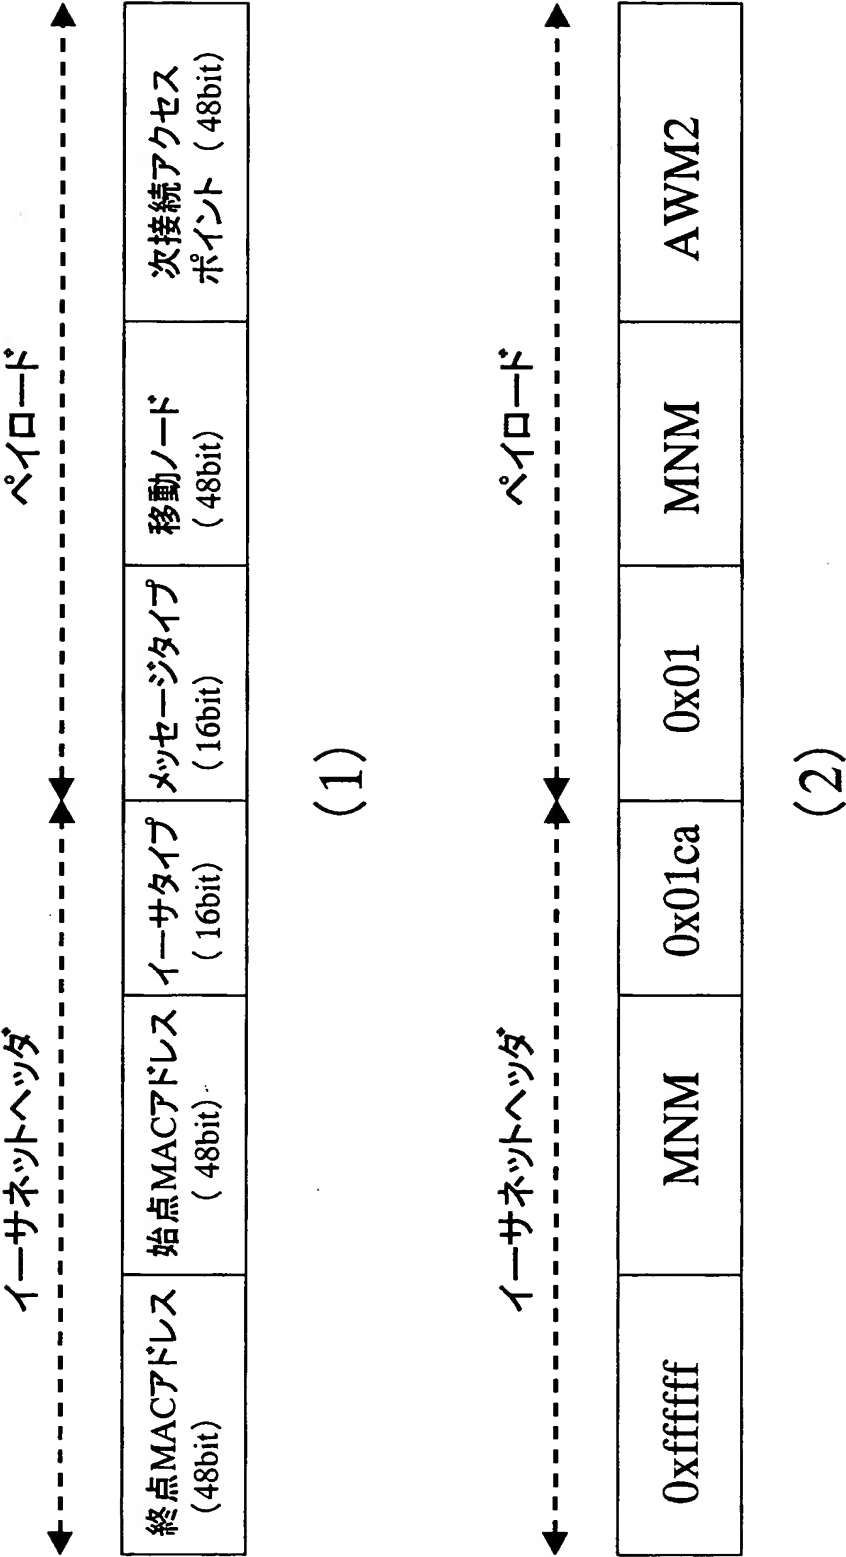 イーサネットヘッダ
ペイロード
終点MACアドレス
(48bit)
始点MACアドレス
( 48bit)
イーサタイプ
( 16bit)
メッセージタイプ
(16bit)
移動ノード
( 48bit)
次接続アクセス
ポイント ( 48bit)
(1)
イーサネットヘッダ
ペイロード
0xffffff
MNM
0x01ca
0x01
MNM
AWM2
(2)